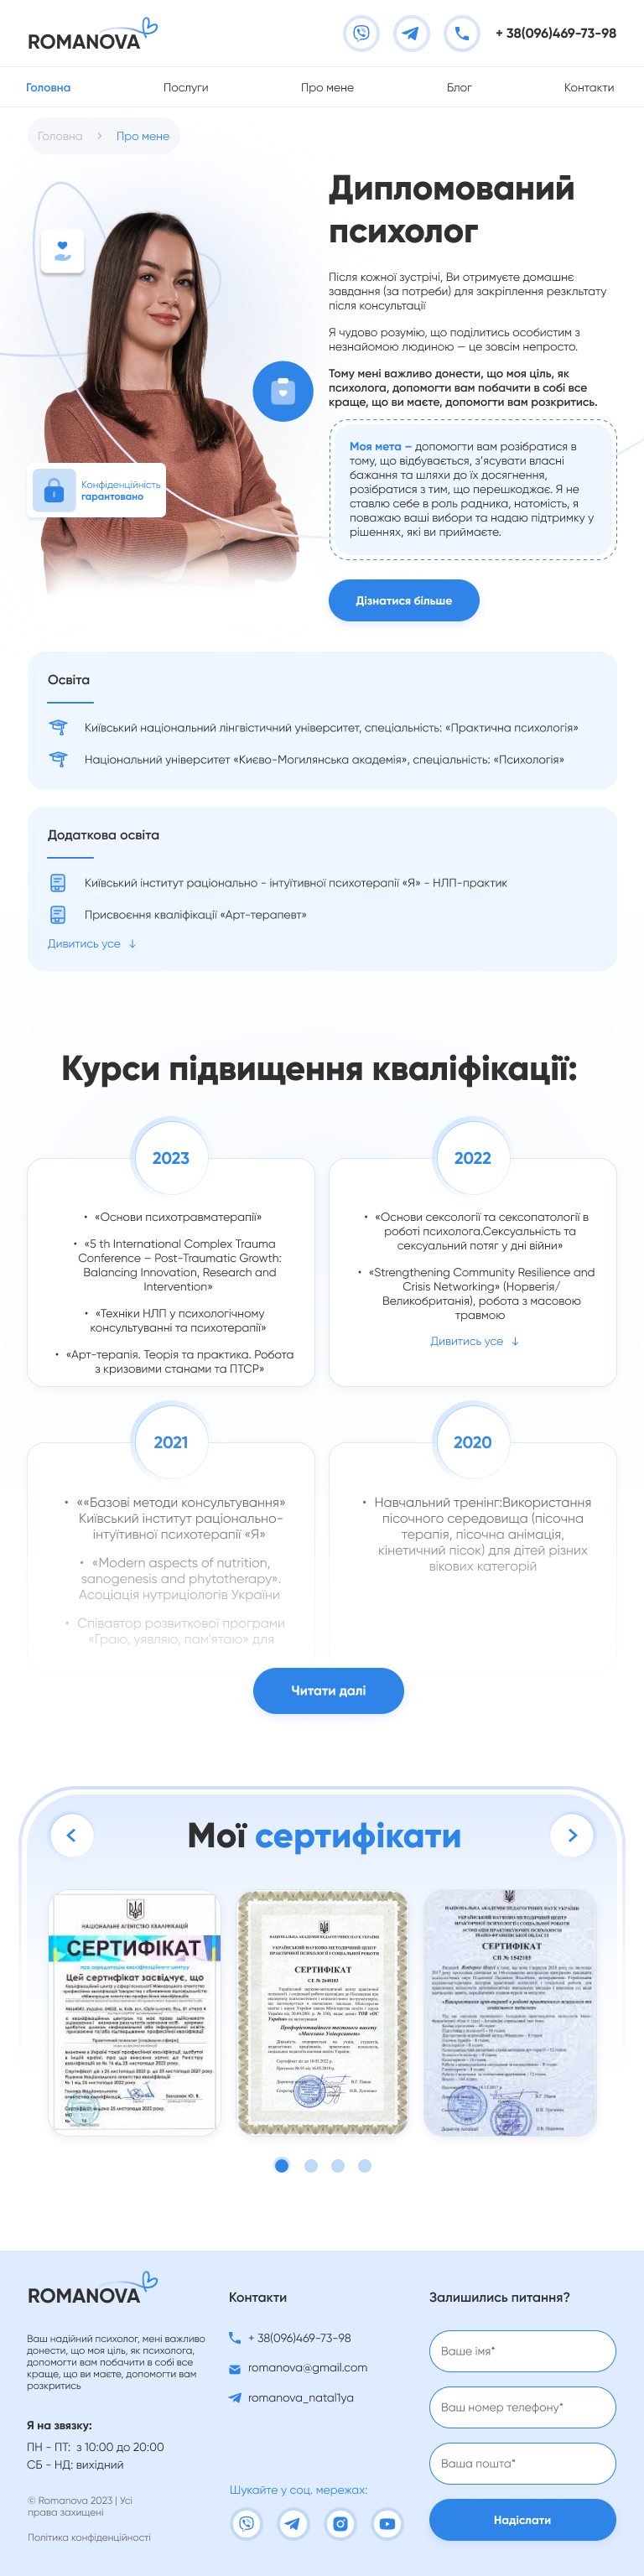 ROMANOVA
+ 38(096)469-73-98
Головна
Послуги
Про мене
Блог
Контакти
Головна > Про мене
Дипломований
психолог
Після кожної зустрічі, Ви отримуєте домашнє
завдання (за потреби) для закріплення резкльтату
після консультації
Я чудово розумію, що поділитись особистим з
незнайомою людиною — це зовсім непросто.
Тому мені важливо донести, що моя ціль, як
психолога, допомогти вам побачити в собі все
краще, що ви маєте, допомогти вам розкритись.
Конфіденційність
гарантовано
Моя мета – допомогти вам розібратися в
тому, що відбувається, з’ясувати власні
бажання та шляхи до їх досягнення,
розібратися з тим, що перешкоджає. Я не
ставлю себе в роль радника, натомість, я
поважаю ваші вибори та надаю підтримку у
рішеннях, які ви приймаєте.
Дізнатися більше
Освіта
Київський національний лінгвістичний університет, спеціальність: «Практична психологія»
Національний університет «Києво-Могилянська академія», спеціальність: «Психологія»
Додаткова освіта
Київський інститут раціонально - інтуїтивної психотерапії «Я» - НЛП-практик
Присвоєння кваліфікації «Арт-терапевт»
Дивитись усе ↓
Курси підвищення кваліфікації:
2023
• «Основи психотравматерапії»
• «5 th International Complex Trauma
Conference – Post-Traumatic Growth:
Balancing Innovation, Research and
Intervention»
• «Техніки НЛП у психологічному
консультуванні та психотерапії»
• «Арт-терапія. Теорія та практика. Робота
з кризовими станами та ПТСР»
2022
• «Основи сексології та сексопатології в
роботі психолога.Сексуальність та
сексуальний потяг у дні війни»
• «Strengthening Community Resilience and
Crisis Networking» (Норвегія/
Великобританія), робота з масовою
травмою
Дивитись усе ↓
2021
• ««Базові методи консультування»
Київський інститут раціонально-
інтуїтивної психотерапії «Я»
• «Modern aspects of nutrition,
sanogenesis and phytotherapy».
Асоціація нутриціологів України
• Співавтор розвиткової програми
«Граю, уявляю, пам'ятаю» для
2020
• Навчальний тренінг:Використання
пісочного середовища (пісочна
терапія, пісочна анімація,
кінетичний пісок) для дітей різних
вікових категорій
Читати далі
Мої сертифікати
НАЦІОНАЛЬНЕ АГЕНТСТВО КВАЛІФІКАЦІЙ
СЕРТИФІКАТ
Цей сертифікат засвідчує, що
СЕРТИФІКАТ
СЕРТИФІКАТ
ROMANOVA
Ваш надійний психолог, мені важливо
донести, що моя ціль, як психолога,
допомогти вам побачити в собі все
краще, що ви маєте, допомогти вам
розкритись
Я на звязку:
ПН - ПТ: з 10:00 до 20:00
СБ - НД: вихідний
© Romanova 2023 | Усі
права захищені
Політика конфіденційності
Контакти
+ 38(096)469-73-98
romanova@gmail.com
romanova_natal1ya
Шукайте у соц. мережах:
Залишились питання?
Ваше імя*
Ваш номер телефону*
Ваша пошта*
Надіслати